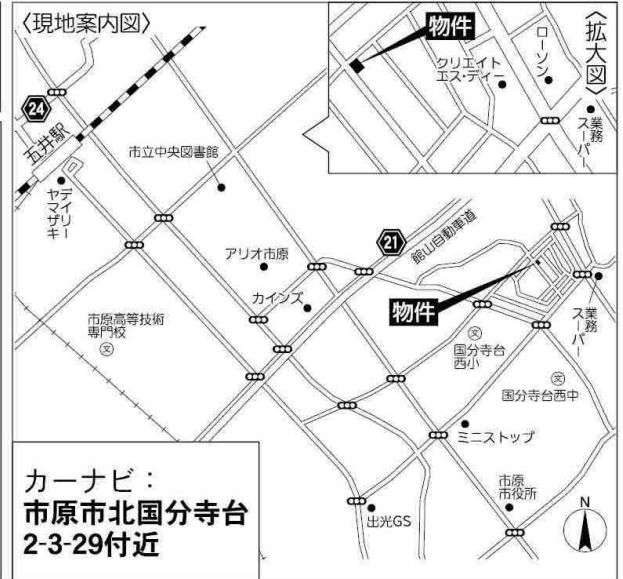 〈現地案内図〉
〈拡大図〉
物件
クリエイト
エス・ディー
ローソン
業務
スーパー
24
五井駅
デイリー
ヤマザキ
市立中央図書館
アリオ市原
カインズ
21
館山自動車道
物件
業務
スーパー
市原高等技術
専門校
文
文
国分寺台
西小
文
国分寺台西中
ミニストップ
市原
市役所
出光GS
N
カーナビ：
市原市北国分寺台
2-3-29付近